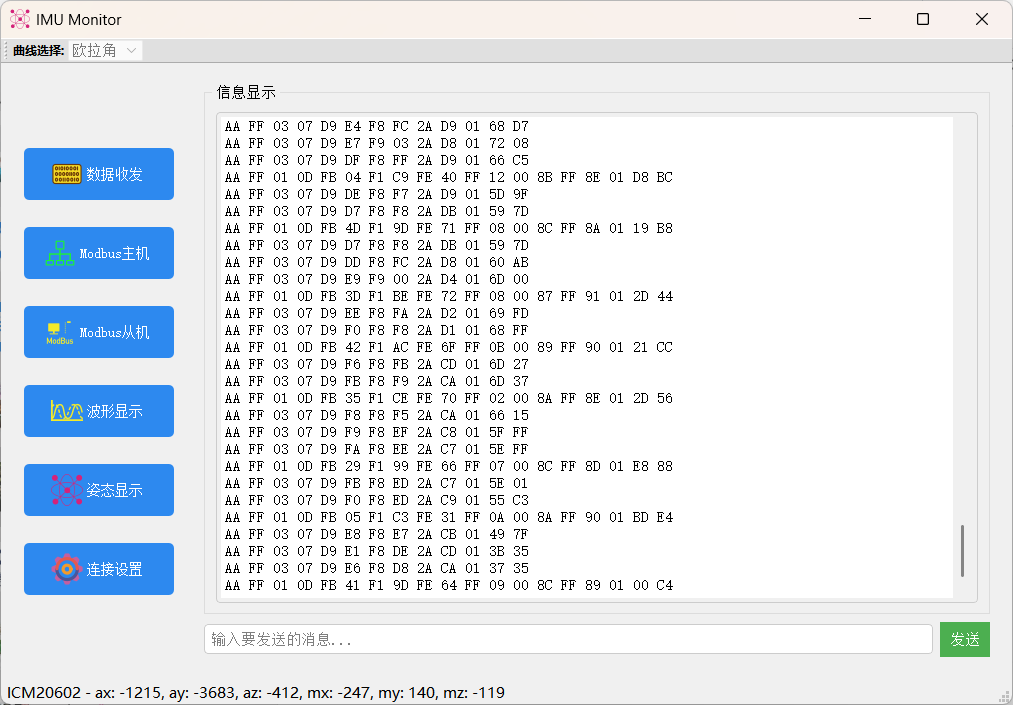 IMU Monitor
曲线选择: 欧拉角
数据收发
Modbus主机
ModBus Modbus从机
波形显示
姿态显示
连接设置
信息显示
AA FF 03 07 D9 E4 F8 FC 2A D9 01 68 D7
AA FF 03 07 D9 E7 F9 03 2A D8 01 72 08
AA FF 03 07 D9 DF F8 FF 2A D9 01 66 C5
AA FF 01 0D FB 04 F1 C9 FE 40 FF 12 00 8B FF 8E 01 D8 BC
AA FF 03 07 D9 DE F8 F7 2A D9 01 5D 9F
AA FF 03 07 D9 D7 F8 F8 2A DB 01 59 7D
AA FF 01 0D FB 4D F1 9D FE 71 FF 08 00 8C FF 8A 01 19 B8
AA FF 03 07 D9 D7 F8 F8 2A DB 01 59 7D
AA FF 03 07 D9 DD F8 FC 2A D8 01 60 AB
AA FF 03 07 D9 E9 F9 00 2A D4 01 6D 00
AA FF 01 0D FB 3D F1 BE FE 72 FF 08 00 87 FF 91 01 2D 44
AA FF 03 07 D9 EE F8 FA 2A D2 01 69 FD
AA FF 03 07 D9 F0 F8 F8 2A D1 01 68 FF
AA FF 01 0D FB 42 F1 AC FE 6F FF 0B 00 89 FF 90 01 21 CC
AA FF 03 07 D9 F6 F8 FB 2A CD 01 6D 27
AA FF 03 07 D9 FB F8 F9 2A CA 01 6D 37
AA FF 01 0D FB 35 F1 CE FE 70 FF 02 00 8A FF 8E 01 2D 56
AA FF 03 07 D9 F8 F8 F5 2A CA 01 66 15
AA FF 03 07 D9 F9 F8 EF 2A C8 01 5F FF
AA FF 03 07 D9 FA F8 EE 2A C7 01 5E FF
AA FF 01 0D FB 29 F1 99 FE 66 FF 07 00 8C FF 8D 01 E8 88
AA FF 03 07 D9 FB F8 ED 2A C7 01 5E 01
AA FF 03 07 D9 F0 F8 ED 2A C9 01 55 C3
AA FF 01 0D FB 05 F1 C3 FE 31 FF 0A 00 8A FF 90 01 BD E4
AA FF 03 07 D9 E8 F8 E7 2A CB 01 49 7F
AA FF 03 07 D9 E1 F8 DE 2A CD 01 3B 35
AA FF 03 07 D9 E6 F8 D8 2A CA 01 37 35
AA FF 01 0D FB 41 F1 9D FE 64 FF 09 00 8C FF 89 01 00 C4
输入要发送的消息...
发送
ICM20602 - ax: -1215, ay: -3683, az: -412, mx: -247, my: 140, mz: -119